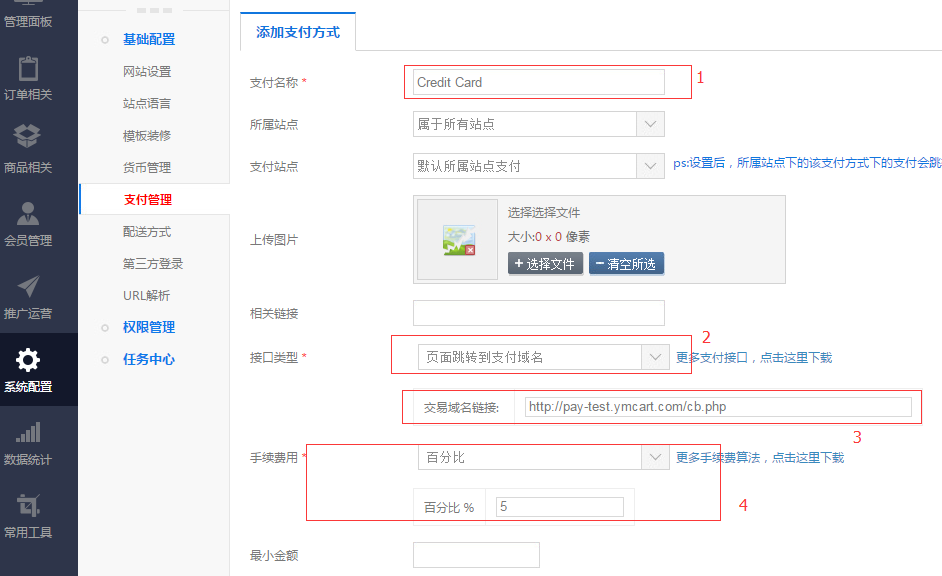 管理面板
订单相关
商品相关
会员管理
推广运营
系统配置
数据统计
常用工具
基础配置
网站设置
站点语言
模板装修
货币管理
支付管理
配送方式
第三方登录
URL解析
权限管理
任务中心
添加支付方式
支付名称 * Credit Card 1
所属站点 属于所有站点
支付站点 默认所属站点支付 ps:设置后，所属站点下的该支付方式下的支付会跳
上传图片
选择选择文件
大小:0 x 0 像素
+ 选择文件 − 清空所选
相关链接
2
接口类型 * 页面跳转到支付域名 更多支付接口，点击这里下载
交易域名链接: http://pay-test.ymcart.com/cb.php
3
手续费用 * 百分比 更多手续费算法，点击这里下载
百分比 % 5 4
最小金额